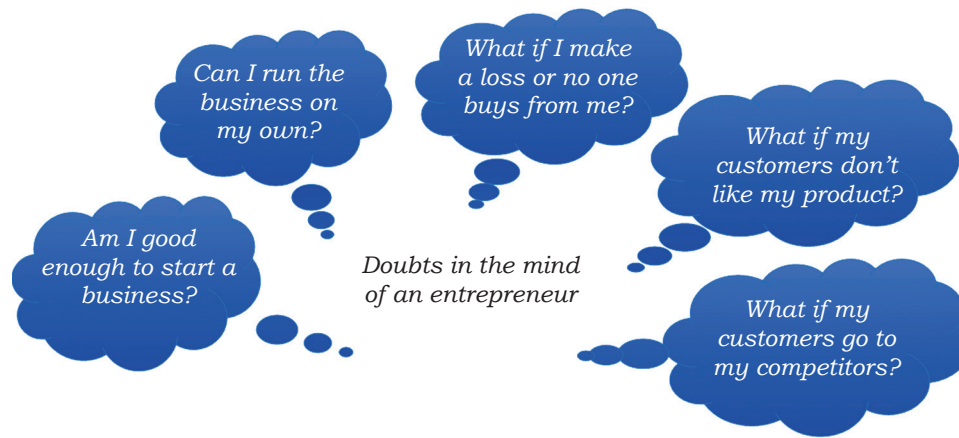 Am I good
enough to start a
business?
Can I run the
business on
my own?
What if I make
a loss or no one
buys from me?
What if my
customers don't
like my product?
What if my
customers go to
my competitors?
Doubts in the mind
of an entrepreneur